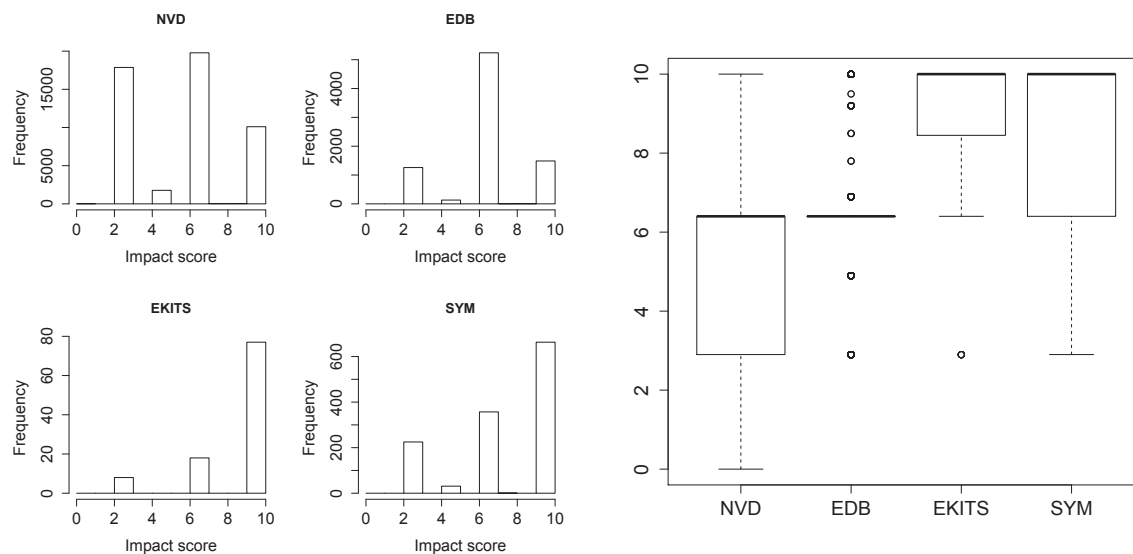 NVD
Frequency
0 5000 15000
0 2 4 6 8 10
Impact score
EDB
Frequency
0 2000 4000
0 2 4 6 8 10
Impact score
EKITS
Frequency
0 20 40 60 80
0 2 4 6 8 10
Impact score
SYM
Frequency
0 200 400 600
0 2 4 6 8 10
Impact score
0 2 4 6 8 10
NVD EDB EKITS SYM